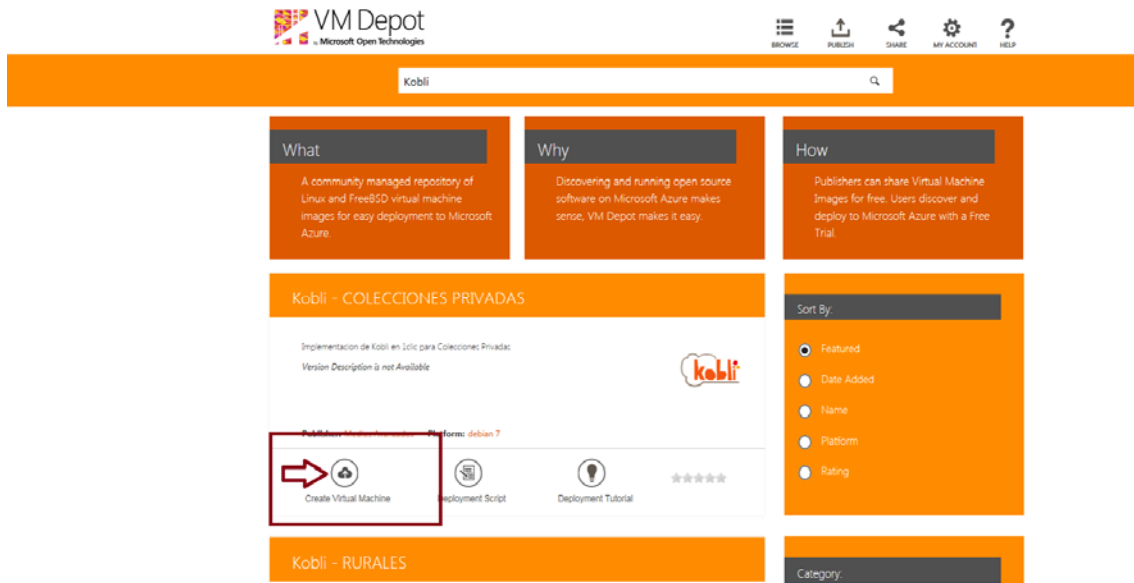 VM Depot
by Microsoft Open Technologies
BROWSE
PUBLISH
SHARE
MY ACCOUNT
HELP
Kobli
What
A community managed repository of
Linux and FreeBSD virtual machine
images for easy deployment to Microsoft
Azure.
Why
Discovering and running open source
software on Microsoft Azure makes
sense, VM Depot makes it easy.
How
Publishers can share Virtual Machine
Images for free. Users discover and
deploy to Microsoft Azure with a Free
Trial.
Kobli - COLECCIONES PRIVADAS
Implementacion de Kobli en 1clic para Colecciones Privadas
Version Description is not Available
kobli
Publisher: Medios Avanzados Platform: debian 7
Create Virtual Machine
Deployment Script
Deployment Tutorial
Sort By:
Featured
Date Added
Name
Platform
Rating
Kobli - RURALES
Category: